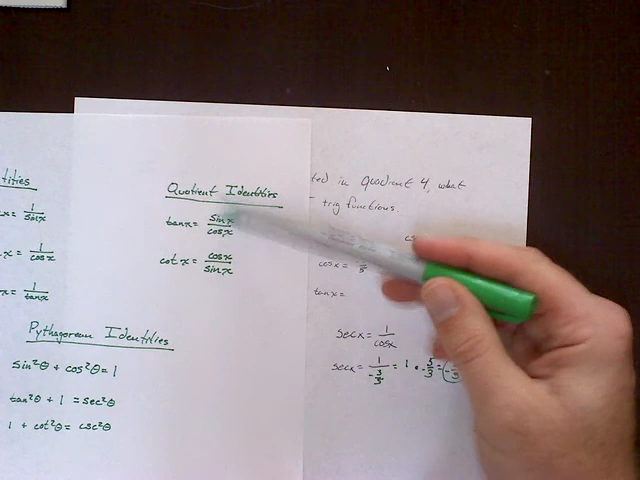 tities
x = 1/sinx
x = 1/cosx
x = 1/tanx
Quotient Identities
tanx = sinx/cosx
cotx = cosx/sinx
Pythagorean Identities
sin²θ + cos²θ = 1
tan²θ + 1 = sec²θ
1 + cot²θ = csc²θ
ted in Quadrant 4, what
trig functions.
cosx =
tanx =
secx = 1/cosx
secx = 1/-3/5 = 1 • -5/3 =